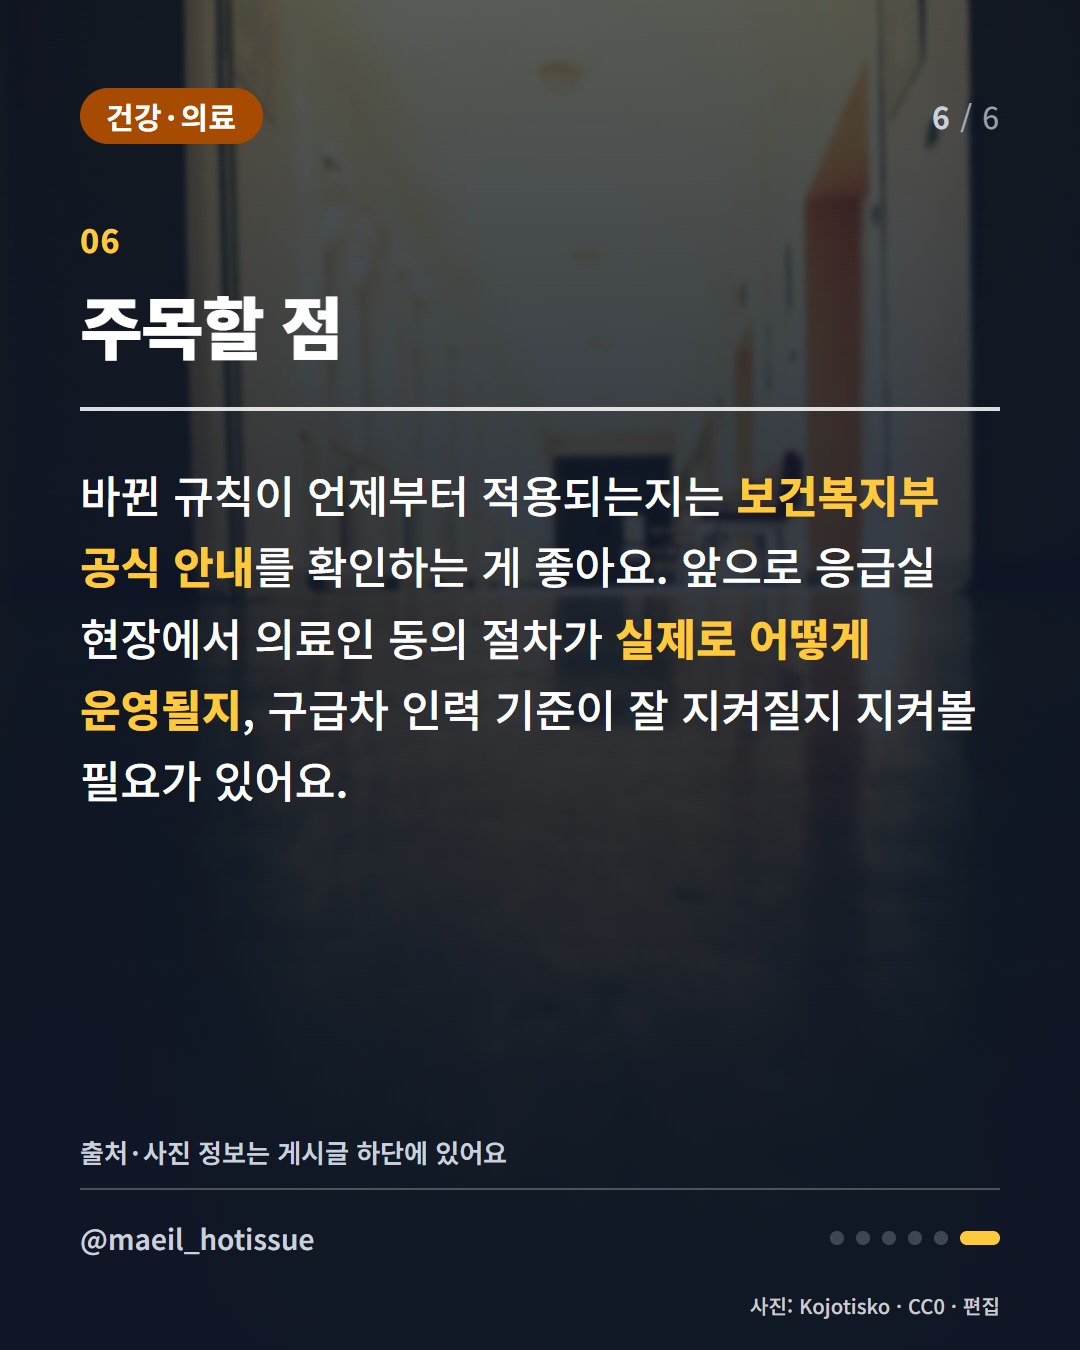 건강·의료
6 / 6
06
주목할 점
바뀐 규칙이 언제부터 적용되는지는 보건복지부
공식 안내를 확인하는 게 좋아요. 앞으로 응급실
현장에서 의료인 동의 절차가 실제로 어떻게
운영될지, 구급차 인력 기준이 잘 지켜질지 지켜볼
필요가 있어요.
출처·사진 정보는 게시글 하단에 있어요
@maeil_hotissue
사진: Kojotisko · CC0 · 편집